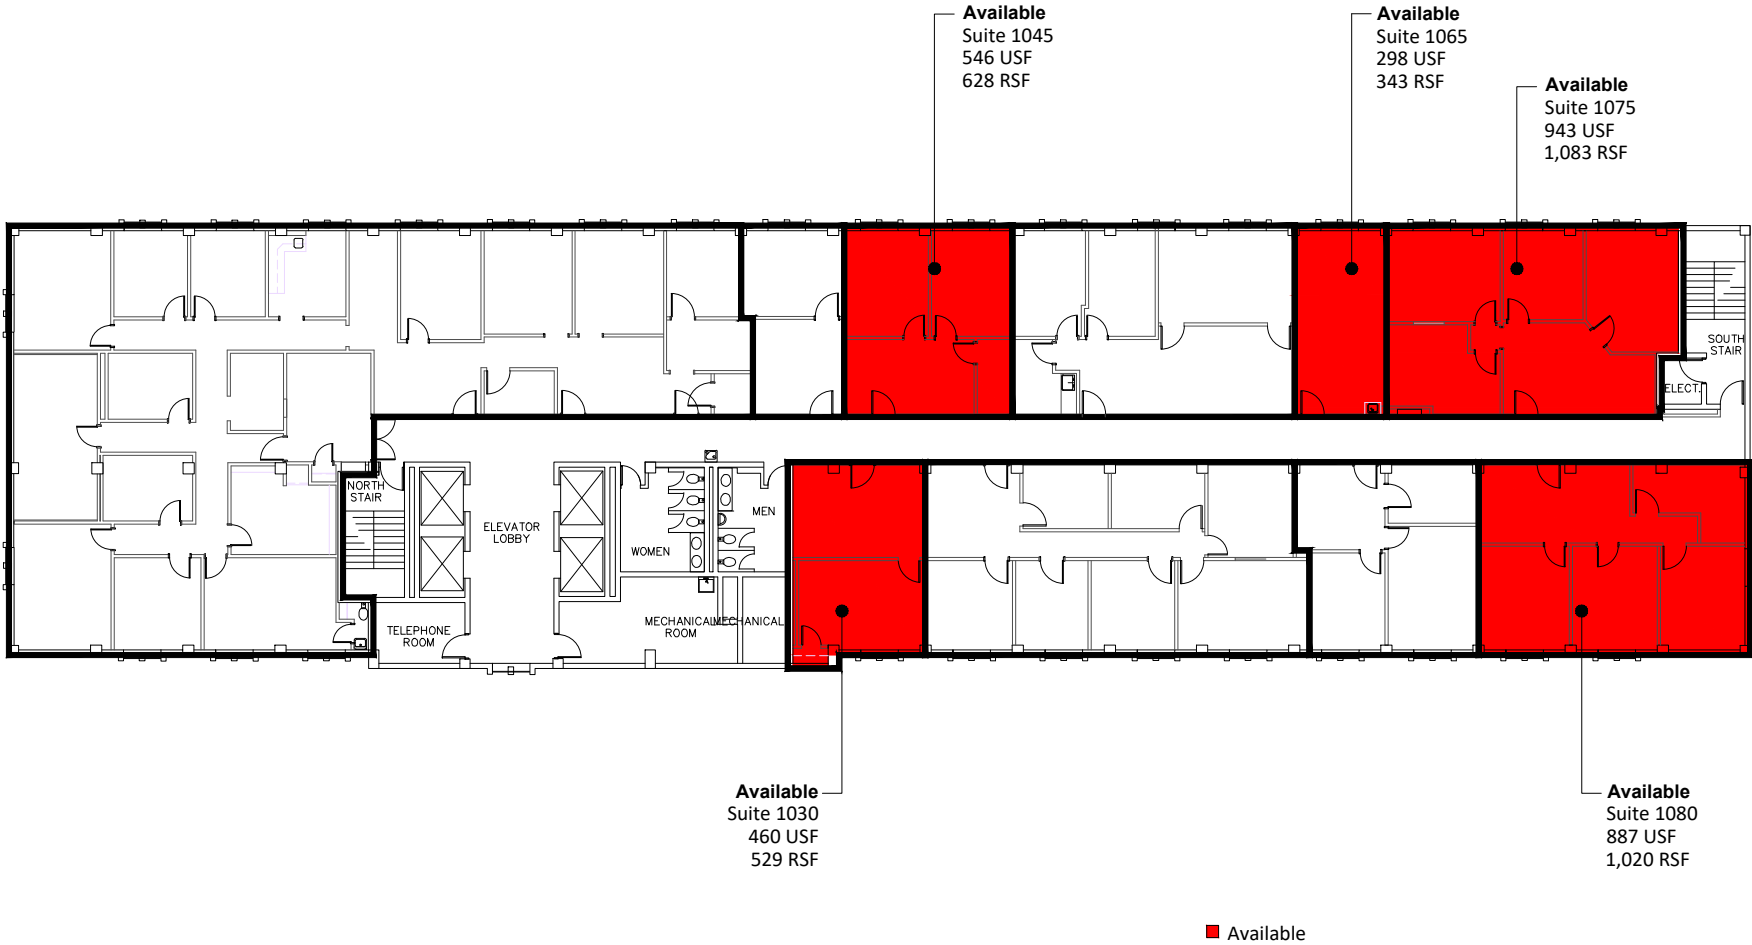 Available
Suite 1045
546 USF
628 RSF
Available
Suite 1065
298 USF
343 RSF
Available
Suite 1075
943 USF
1,083 RSF
SOUTH
STAIR
ELECT.
NORTH
STAIR
ELEVATOR
LOBBY
WOMEN
MEN
TELEPHONE
ROOM
MECHANICAL
ROOM
MECHANICAL
Available
Suite 1030
460 USF
529 RSF
Available
Suite 1080
887 USF
1,020 RSF
Available